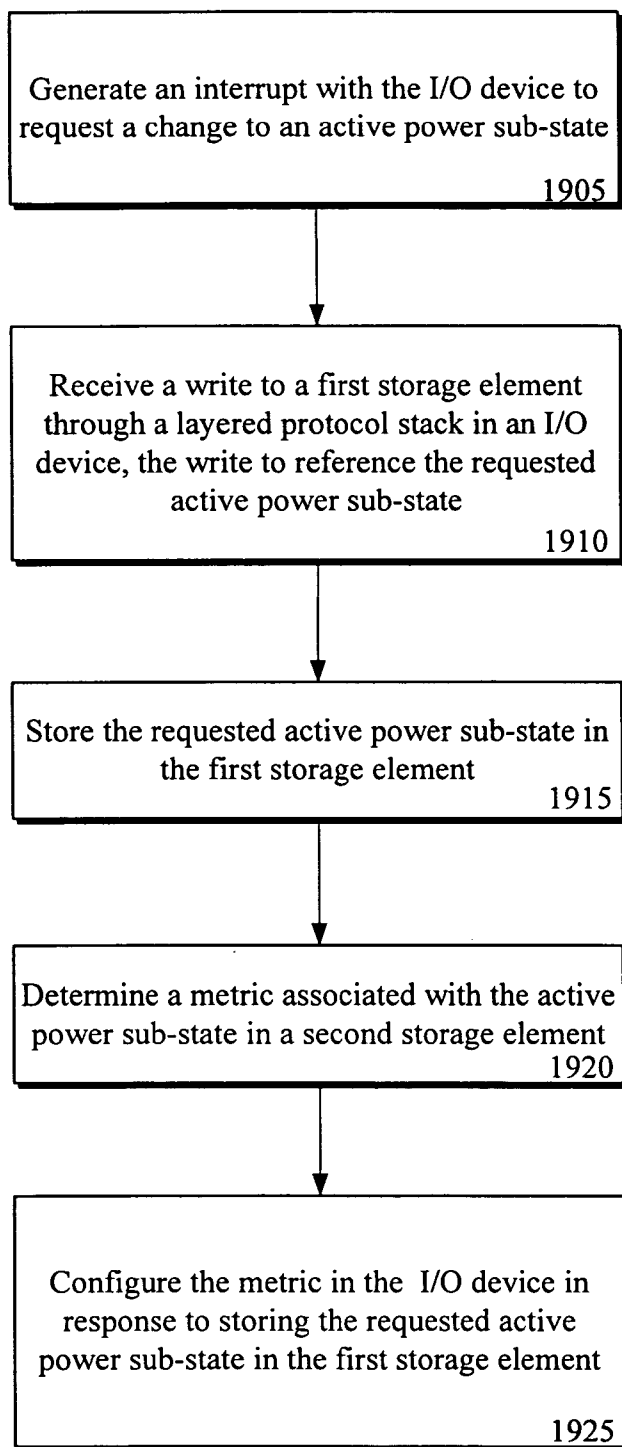 Generate an interrupt with the I/O device to
request a change to an active power sub-state
1905
Receive a write to a first storage element
through a layered protocol stack in an I/O
device, the write to reference the requested
active power sub-state
1910
Store the requested active power sub-state in
the first storage element
1915
Determine a metric associated with the active
power sub-state in a second storage element
1920
Configure the metric in the I/O device in
response to storing the requested active
power sub-state in the first storage element
1925